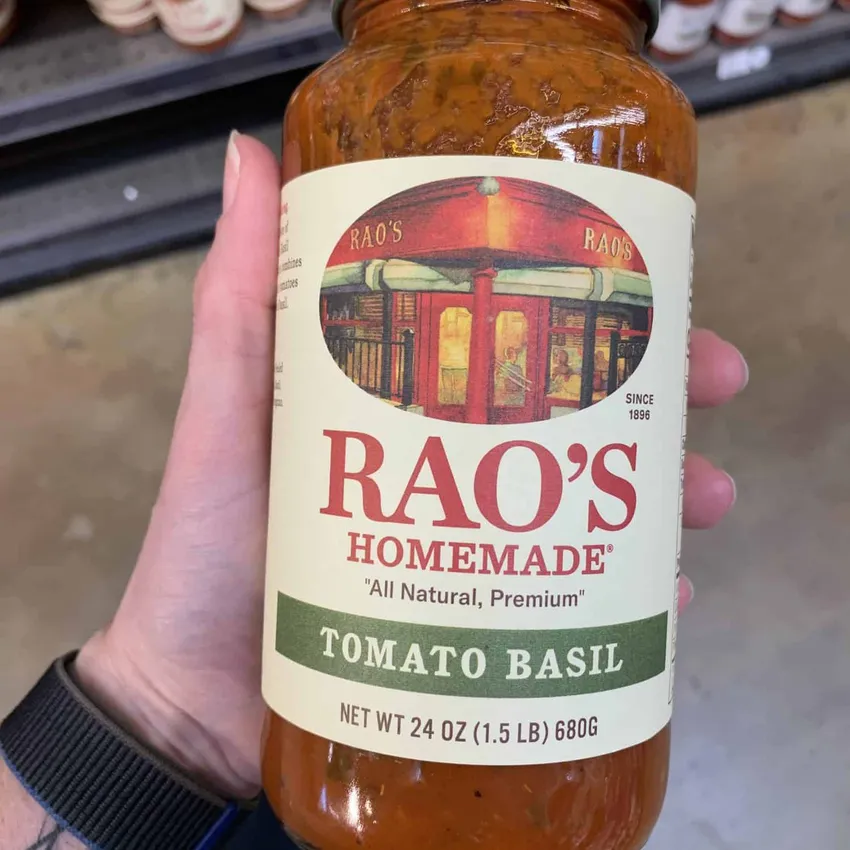 RAO'S
RAO'S
SINCE
1896
RAO'S
HOMEMADE®
"All Natural, Premium"
TOMATO BASIL
NET WT 24 OZ (1.5 LB) 680G